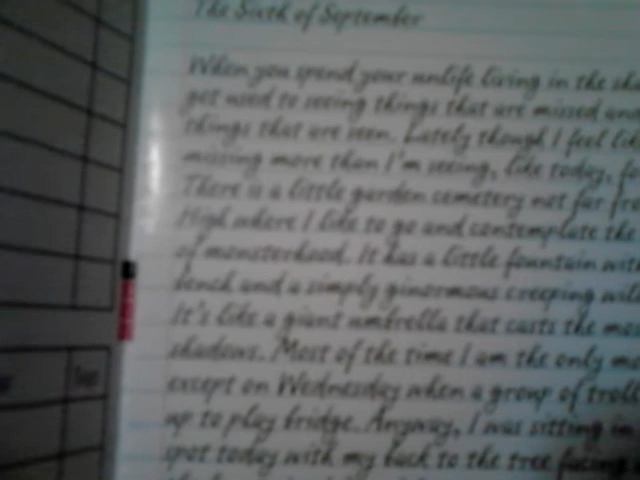 The Sixth of September
When you spend your unlife living in the
get used to seeing things that are missed and
things that are seen. Lately though I feel
missing more than I'm seeing, like today,
There is a little garden cemetery not far
High where I like to go and contemplate the
of monsterhood. It has a little fountain
bench and a simply ginormous creeping
It's like a giant umbrella that casts the
shadows. Most of the time I am the only
except on Wednesday when a group of
up to play bridge. Anyway, I was sitting in
spot today with my back to the tree facing